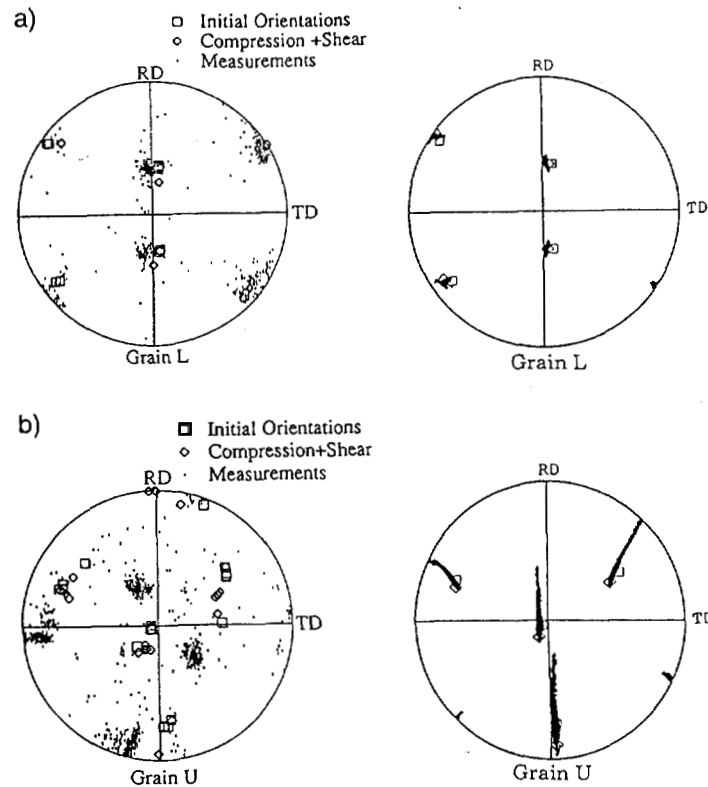 a)
Initial Orientations
Compression +Shear
Measurements
RD
TD
Grain L
RD
TD
Grain L
b)
Initial Orientations
Compression+Shear
Measurements
RD
TD
Grain U
RD
TD
Grain U